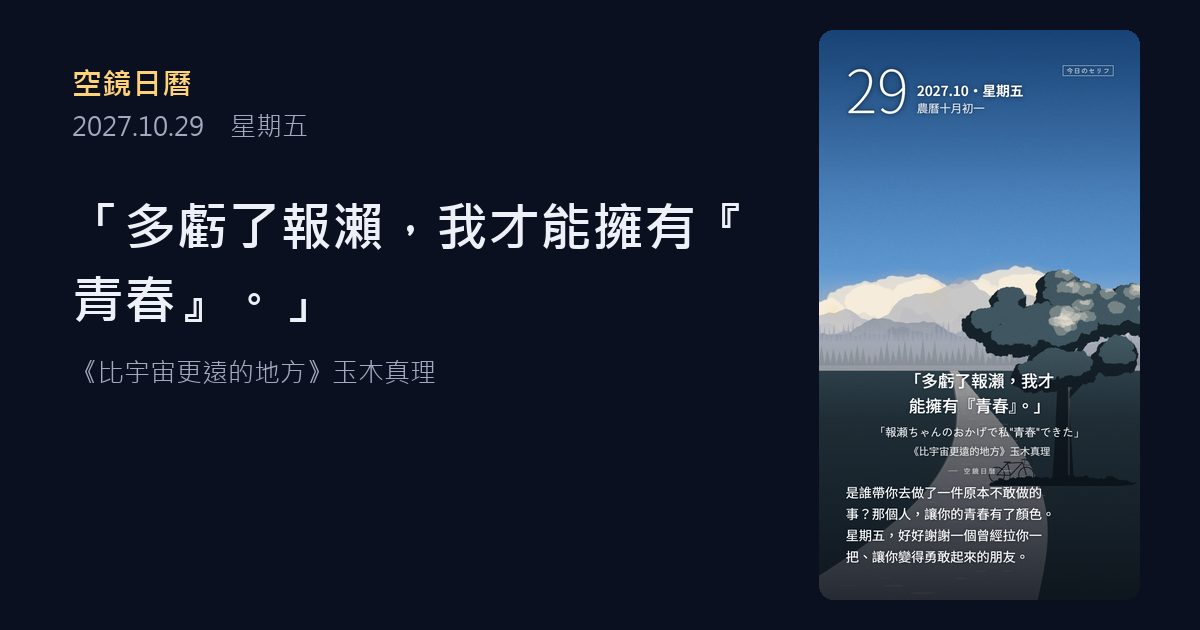 空鏡日曆
2027.10.29　星期五
「多虧了報瀨，我才能擁有『
青春』。」
《比宇宙更遠的地方》玉木真理
29
2027.10・星期五
農曆十月初一
今日のセリフ
「多虧了報瀨，我才
能擁有『青春』。」
「報瀬ちゃんのおかげで私"青春"できた」
《比宇宙更遠的地方》玉木真理
— 空鏡日曆
是誰帶你去做了一件原本不敢做的
事？那個人，讓你的青春有了顏色。
星期五，好好謝謝一個曾經拉你一
把、讓你變得勇敢起來的朋友。